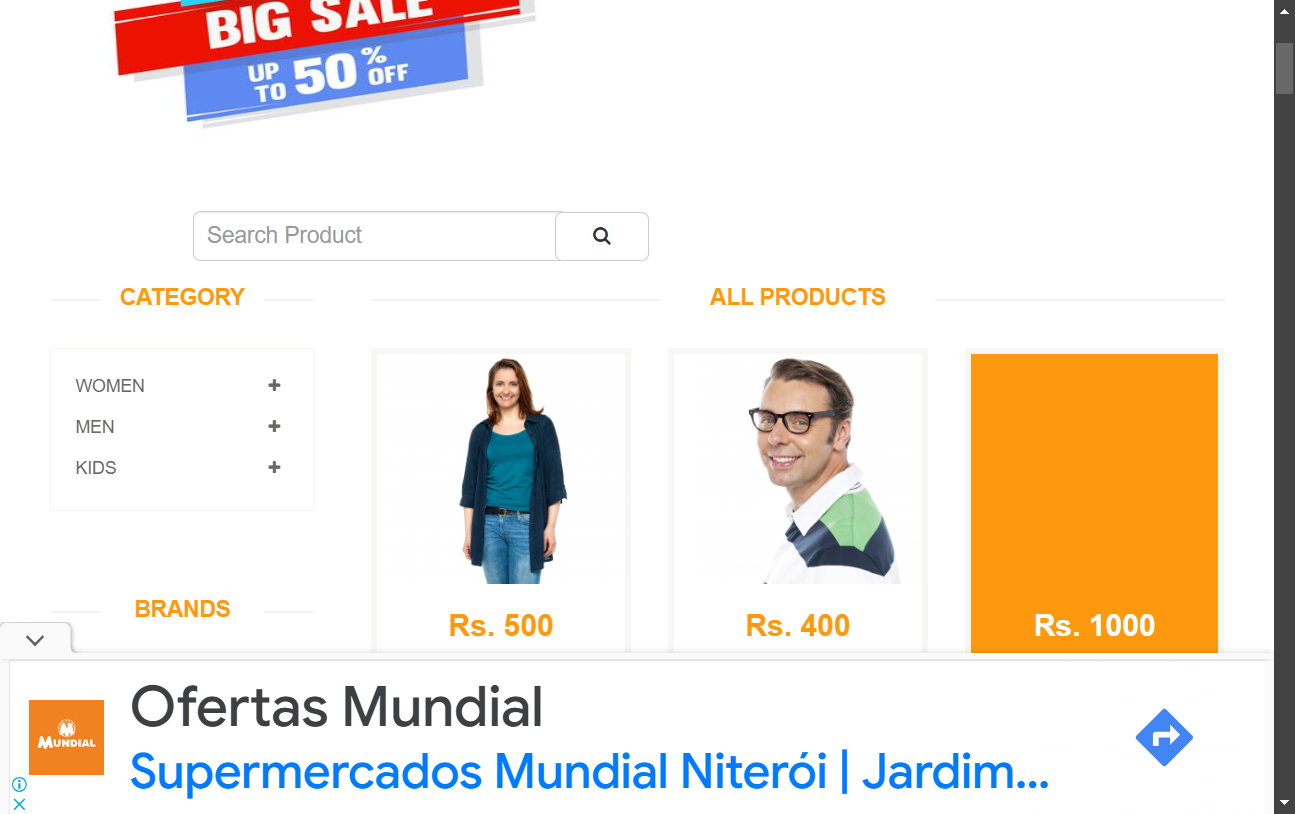 BIG SALE
UP TO 50% OFF
Search Product
CATEGORY
ALL PRODUCTS
WOMEN
MEN
KIDS
BRANDS
Rs. 500
Rs. 400
Rs. 1000
Ofertas Mundial
MUNDIAL
Supermercados Mundial Niterói | Jardim...